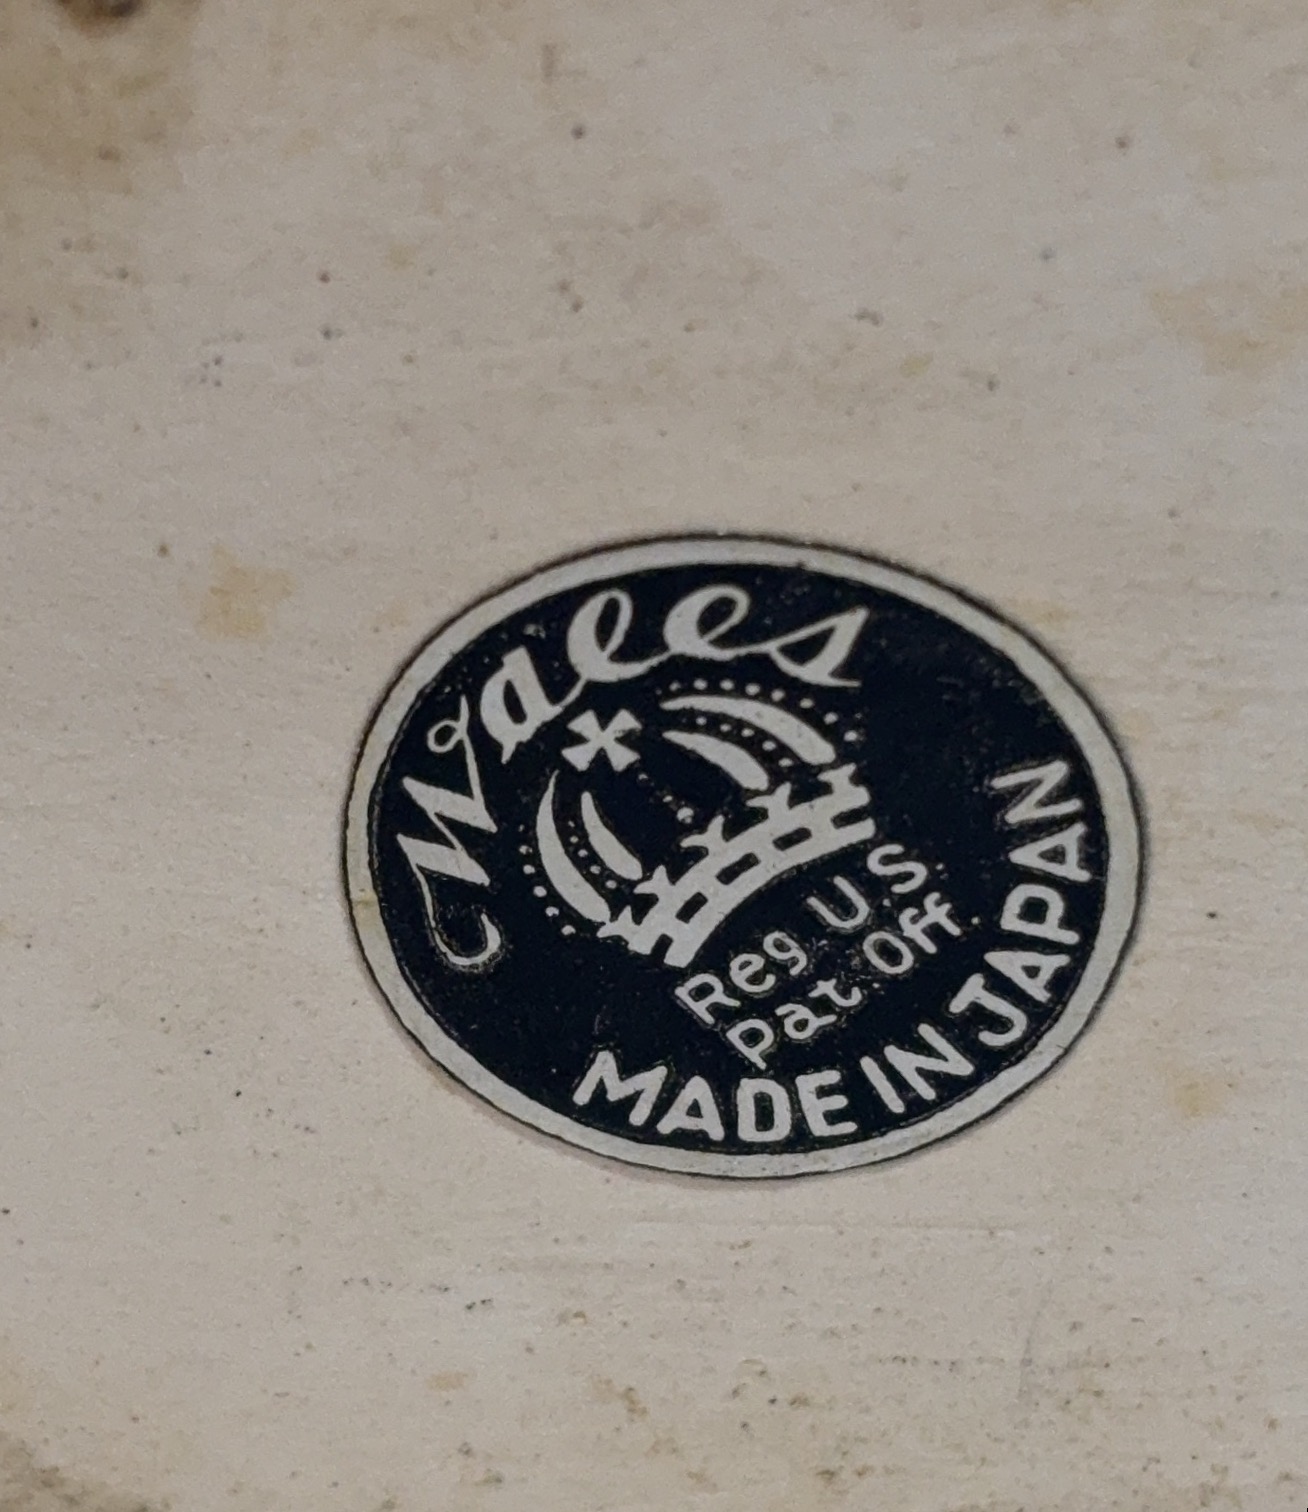 Wales
Reg U.S.
Pat. Off.
MADE IN JAPAN